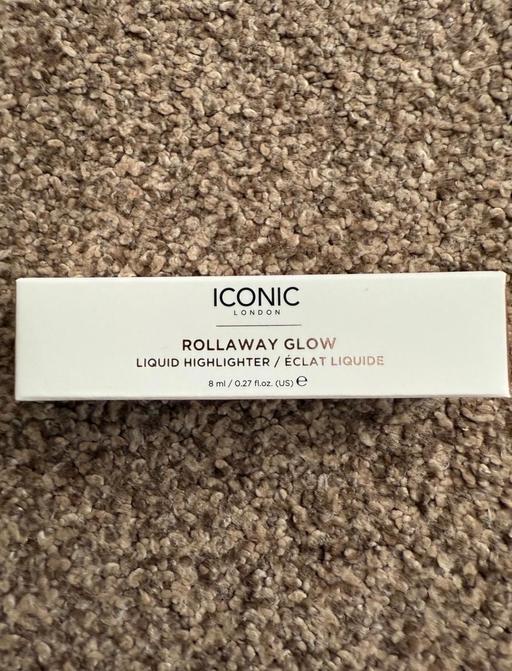 ICONIC
LONDON
ROLLAWAY GLOW
LIQUID HIGHLIGHTER / ÉCLAT LIQUIDE
8 ml / 0.27 fl.oz. (US) ℮